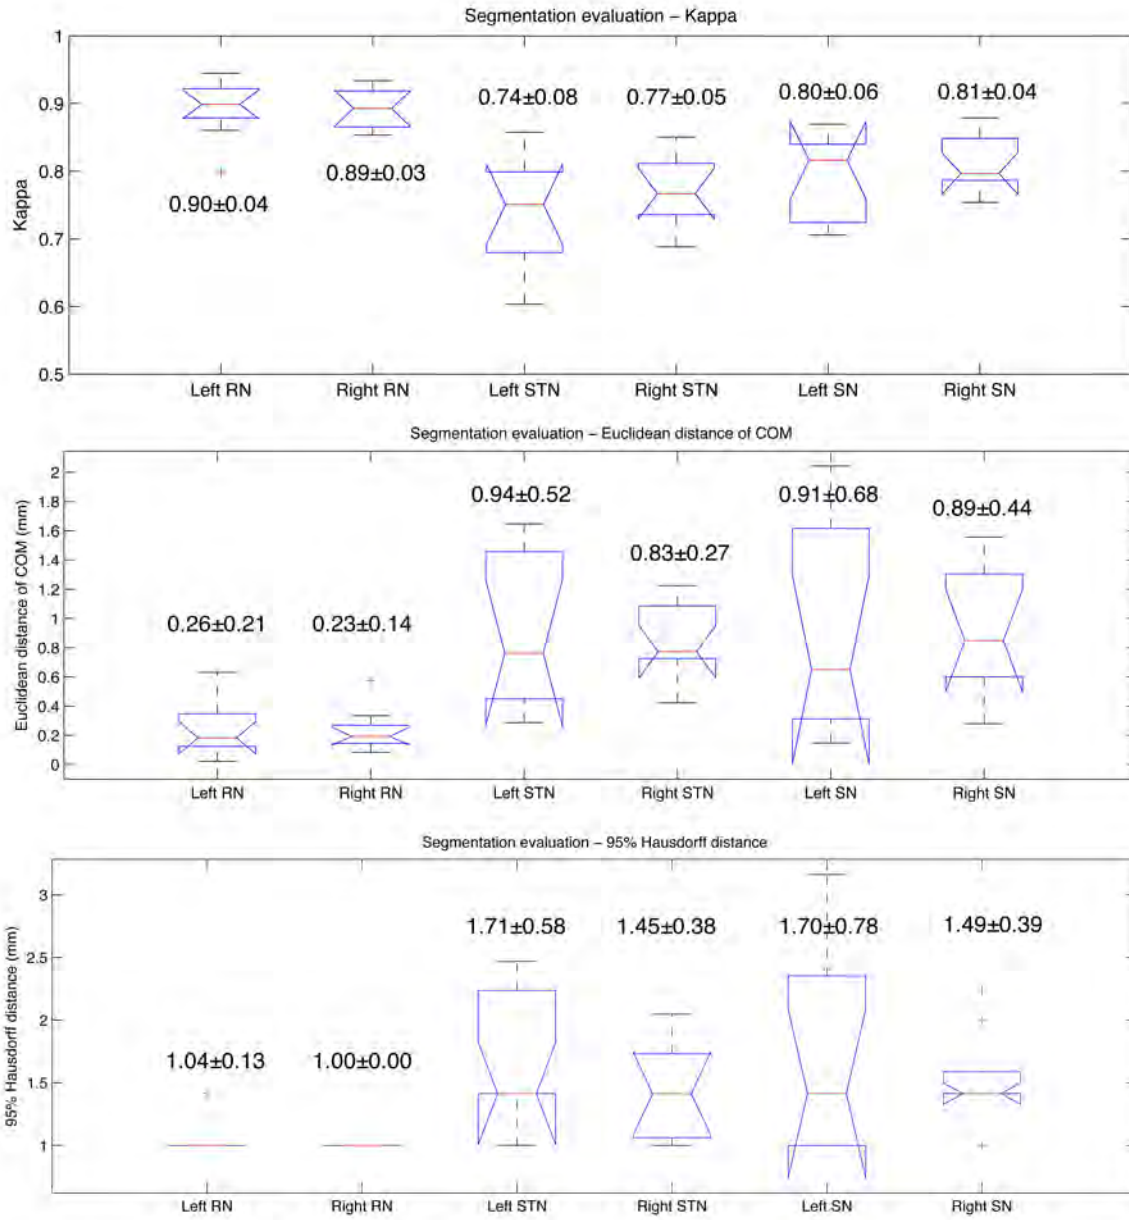 Segmentation evaluation – Kappa
1
0.9
0.8
0.7
0.6
0.5
Kappa
0.90±0.04
0.89±0.03
0.74±0.08
0.77±0.05
0.80±0.06
0.81±0.04
Left RN
Right RN
Left STN
Right STN
Left SN
Right SN
Segmentation evaluation – Euclidean distance of COM
2
1.8
1.6
1.4
1.2
1
0.8
0.6
0.4
0.2
0
Euclidean distance of COM (mm)
0.26±0.21
0.23±0.14
0.94±0.52
0.83±0.27
0.91±0.68
0.89±0.44
Left RN
Right RN
Left STN
Right STN
Left SN
Right SN
Segmentation evaluation – 95% Hausdorff distance
3
2.5
2
1.5
1
95% Hausdorff distance (mm)
1.04±0.13
1.00±0.00
1.71±0.58
1.45±0.38
1.70±0.78
1.49±0.39
Left RN
Right RN
Left STN
Right STN
Left SN
Right SN